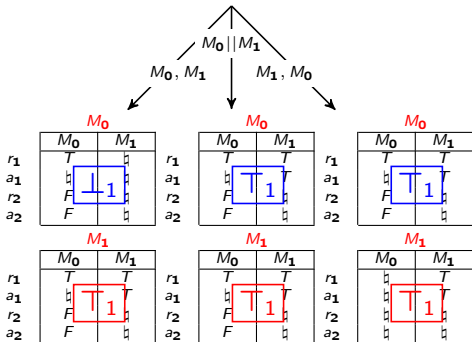 M₀||M₁
M₀, M₁ M₁, M₀
M₀ M₀ M₀
M₀ M₁ M₀ M₁ M₀ M₁
r₁ T ♮ r₁ T T r₁ T T
a₁ ♮ ♮ a₁ ♮ T a₁ ♮ T
⊥₁ ⊤₁ ⊤₁
r₂ F ♮ r₂ F ♮ r₂ F ♮
a₂ F ♮ a₂ F ♮ a₂ F ♮
M₁ M₁ M₁
M₀ M₁ M₀ M₁ M₀ M₁
r₁ T T r₁ T T r₁ ♮ T
a₁ ♮ T a₁ ♮ T a₁ ♮ T
⊤₁ ⊤₁ ⊤₁
r₂ F ♮ r₂ F ♮ r₂ ♮ ♮
a₂ F ♮ a₂ F ♮ a₂ ♮ ♮